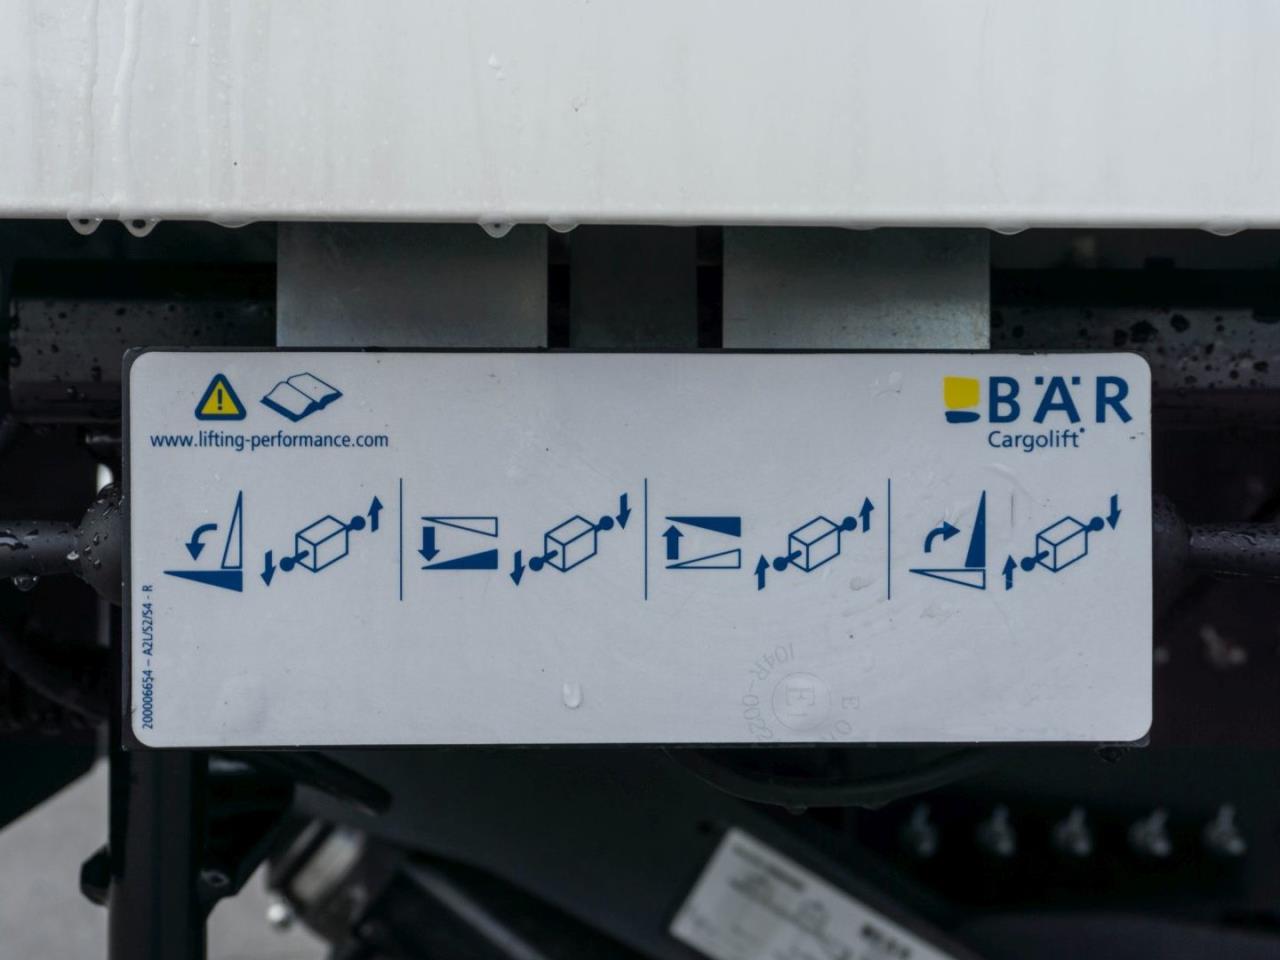 www.lifting-performance.com
BÄR
Cargolift
200006654 – A2L/S2/S4 - R
E